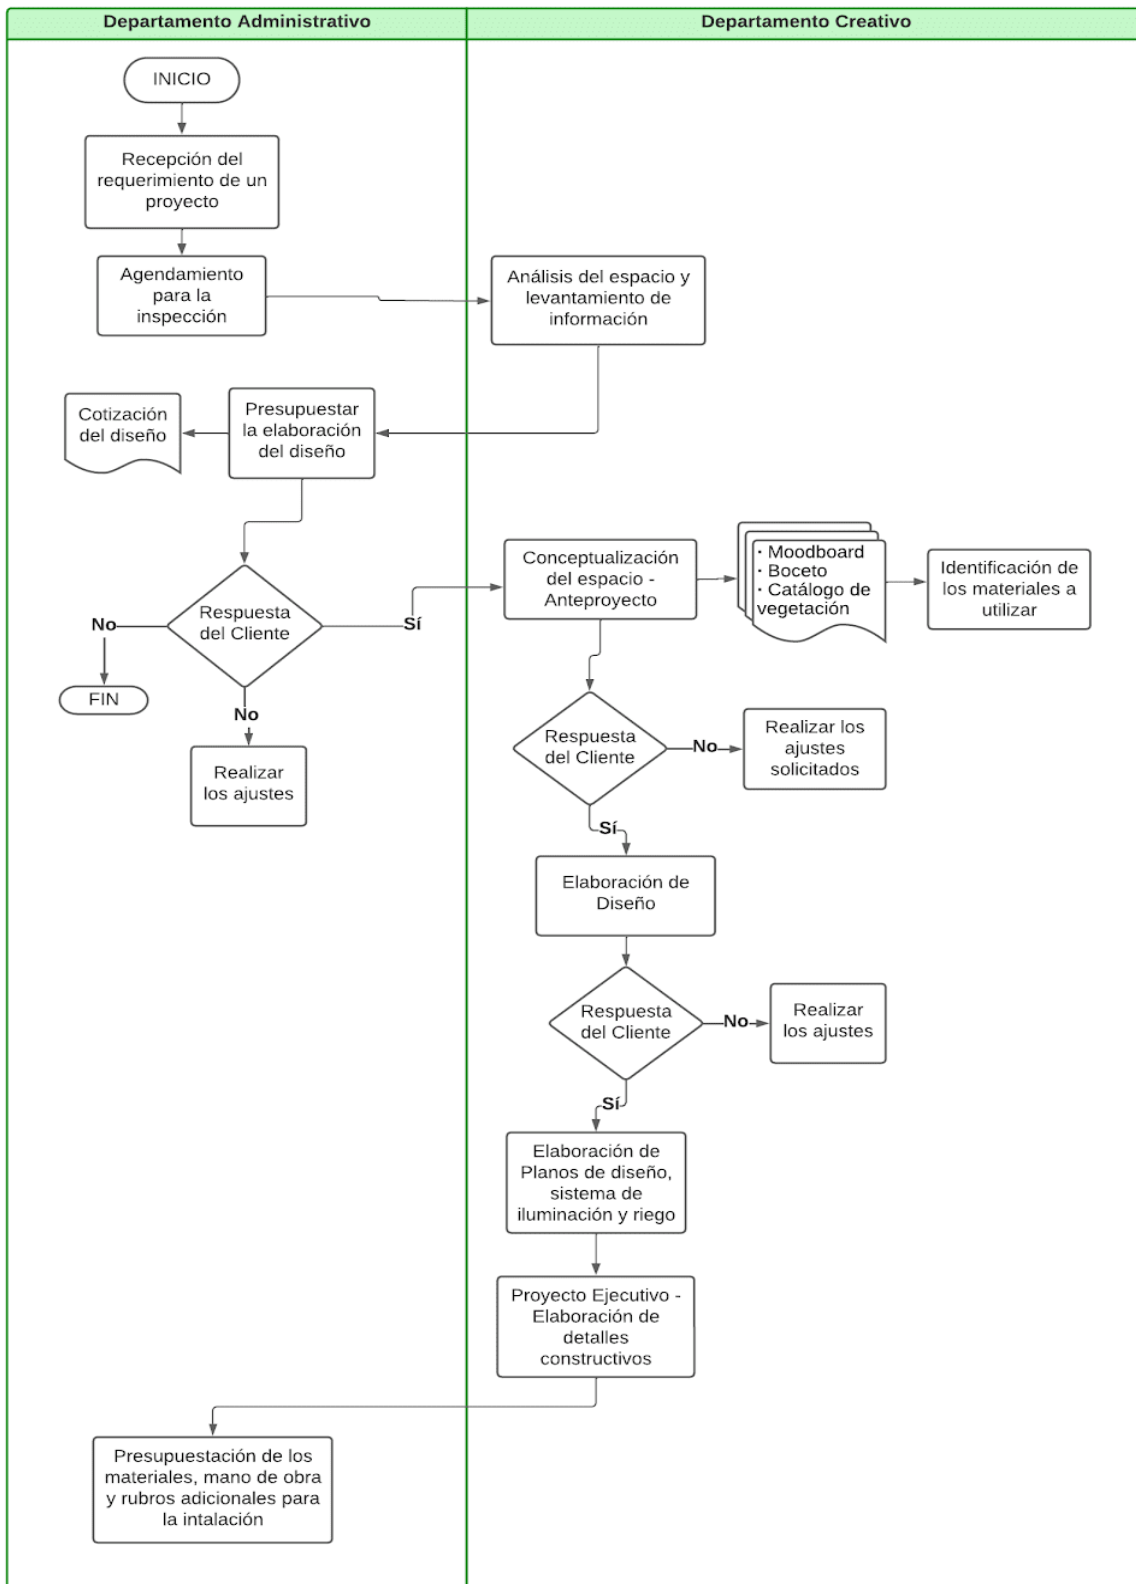 Departamento Administrativo
Departamento Creativo
INICIO
Recepción del
requerimiento de un
proyecto
Agendamiento
para la
inspección
Análisis del espacio y
levantamiento de
información
Cotización
del diseño
Presupuestar
la elaboración
del diseño
Conceptualización
del espacio -
Anteproyecto
· Moodboard
· Boceto
· Catálogo de
vegetación
Identificación de
los materiales a
utilizar
Respuesta
del Cliente
No
Sí
FIN
No
Realizar
los ajustes
Respuesta
del Cliente
No
Realizar los
ajustes
solicitados
Sí
Elaboración de
Diseño
Respuesta
del Cliente
No
Realizar
los ajustes
Sí
Elaboración de
Planos de diseño,
sistema de
iluminación y riego
Proyecto Ejecutivo -
Elaboración de
detalles
constructivos
Presupuestación de los
materiales, mano de obra
y rubros adicionales para
la intalación